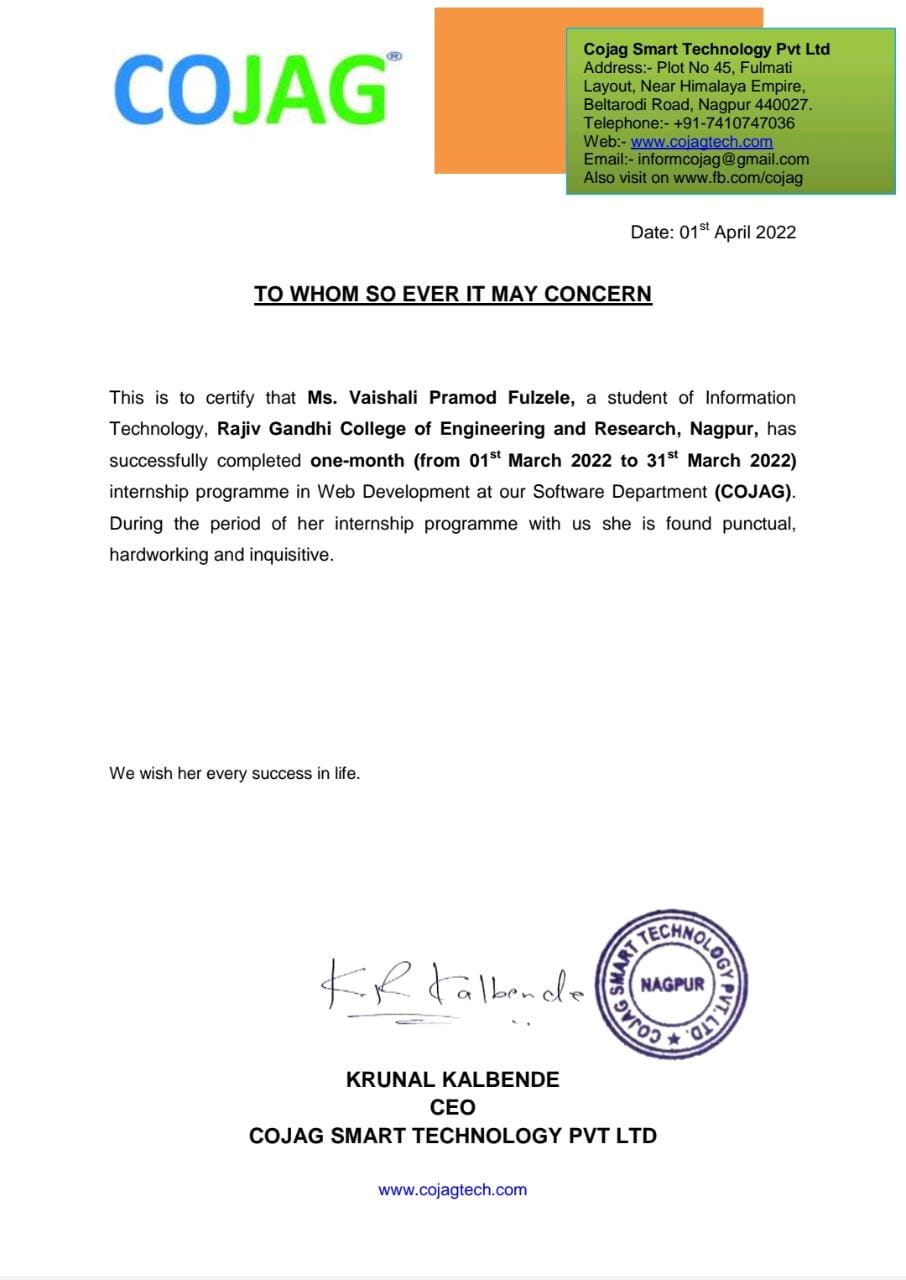 COJAG®
Cojag Smart Technology Pvt Ltd
Address:- Plot No 45, Fulmati
Layout, Near Himalaya Empire,
Beltarodi Road, Nagpur 440027.
Telephone:- +91-7410747036
Web:- www.cojagtech.com
Email:- informcojag@gmail.com
Also visit on www.fb.com/cojag
Date: 01st April 2022
TO WHOM SO EVER IT MAY CONCERN
This is to certify that Ms. Vaishali Pramod Fulzele, a student of Information
Technology, Rajiv Gandhi College of Engineering and Research, Nagpur, has
successfully completed one-month (from 01st March 2022 to 31st March 2022)
internship programme in Web Development at our Software Department (COJAG).
During the period of her internship programme with us she is found punctual,
hardworking and inquisitive.
We wish her every success in life.
K.R Kalbende
COJAG SMART TECHNOLOGY PVT. LTD. ★
NAGPUR
KRUNAL KALBENDE
CEO
COJAG SMART TECHNOLOGY PVT LTD
www.cojagtech.com